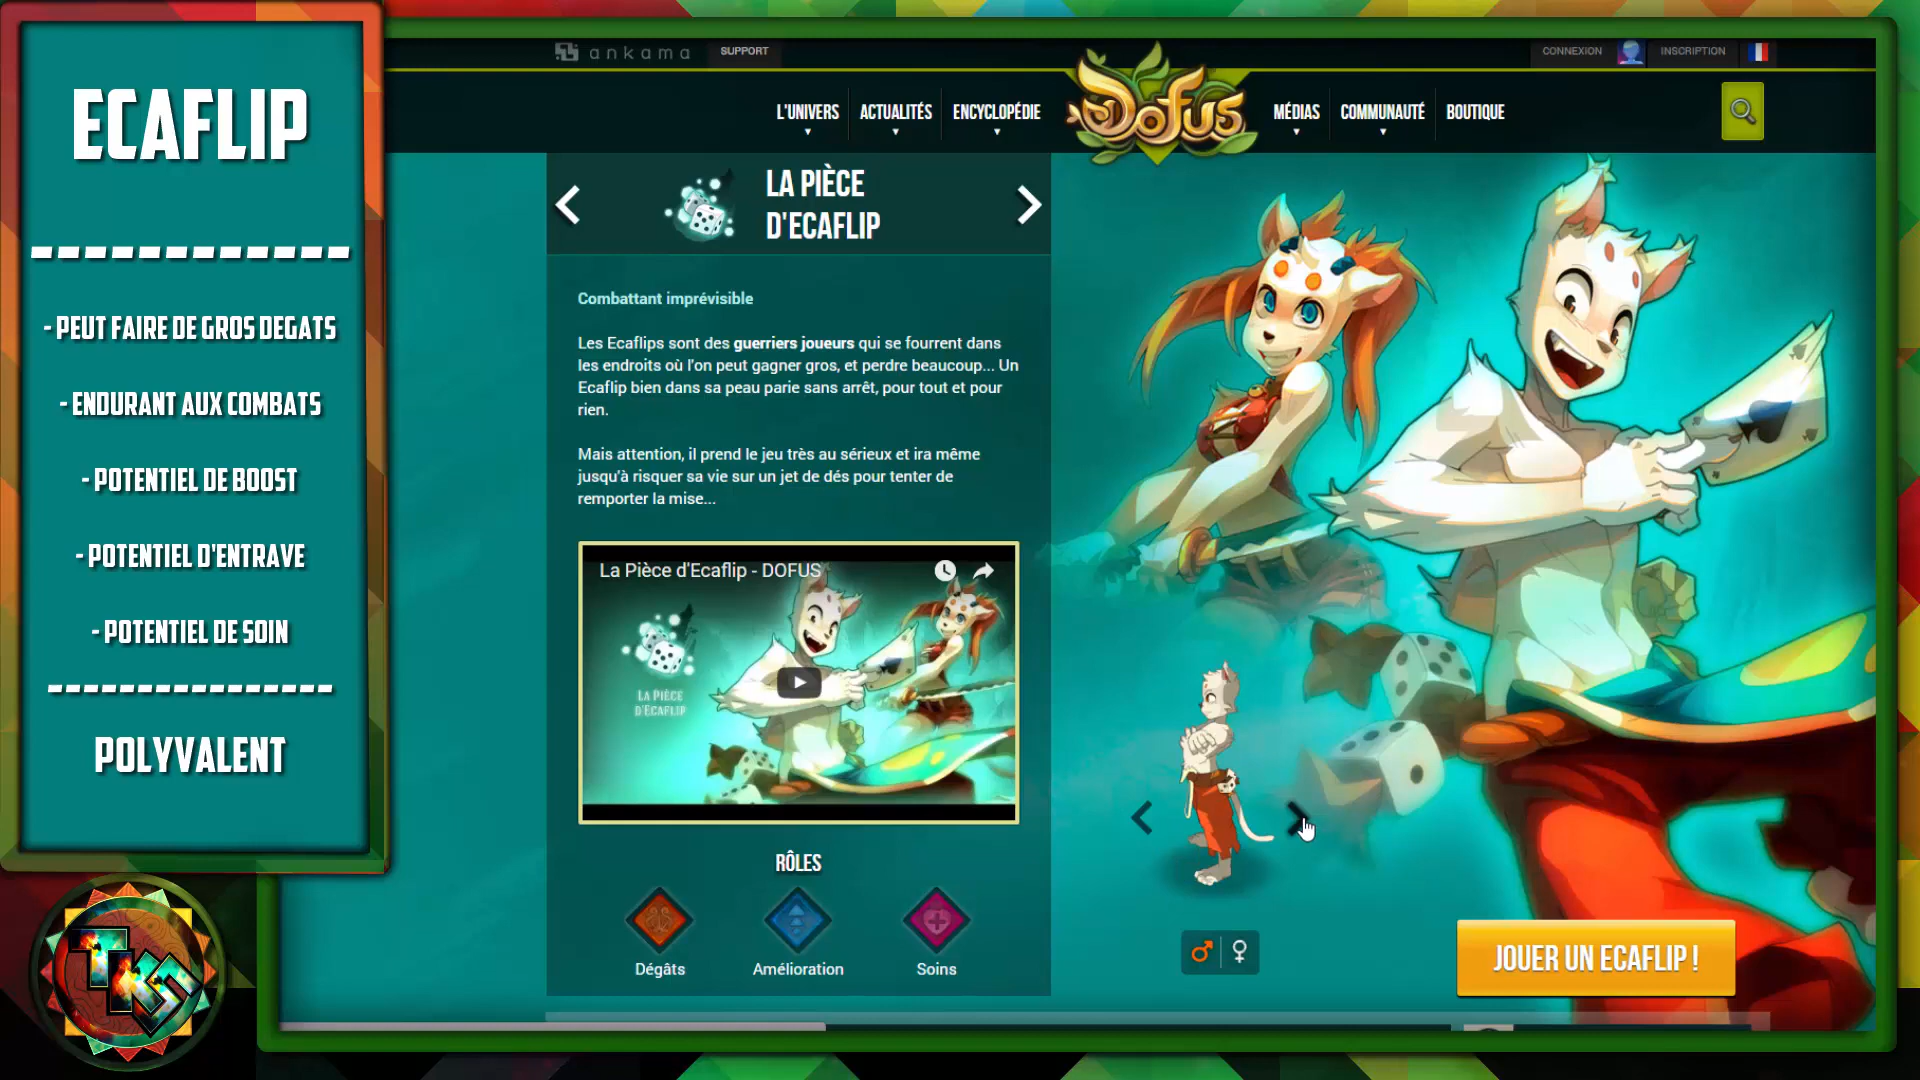 ECAFLIP
- PEUT FAIRE DE GROS DEGATS
- ENDURANT AUX COMBATS
- POTENTIEL DE BOOST
- POTENTIEL D'ENTRAVE
- POTENTIEL DE SOIN
POLYVALENT
TKS
ankama
SUPPORT
CONNEXION
INSCRIPTION
L'UNIVERS
ACTUALITÉS
ENCYCLOPÉDIE
DOFUS
MÉDIAS
COMMUNAUTÉ
BOUTIQUE
LA PIÈCE
D'ECAFLIP
Combattant imprévisible
Les Ecaflips sont des guerriers joueurs qui se fourrent dans
les endroits où l'on peut gagner gros, et perdre beaucoup... Un
Ecaflip bien dans sa peau parie sans arrêt, pour tout et pour
rien.
Mais attention, il prend le jeu très au sérieux et ira même
jusqu'à risquer sa vie sur un jet de dés pour tenter de
remporter la mise...
La Pièce d'Ecaflip - DOFUS
LA PIÈCE
D'ECAFLIP
RÔLES
Dégâts
Amélioration
Soins
JOUER UN ECAFLIP !